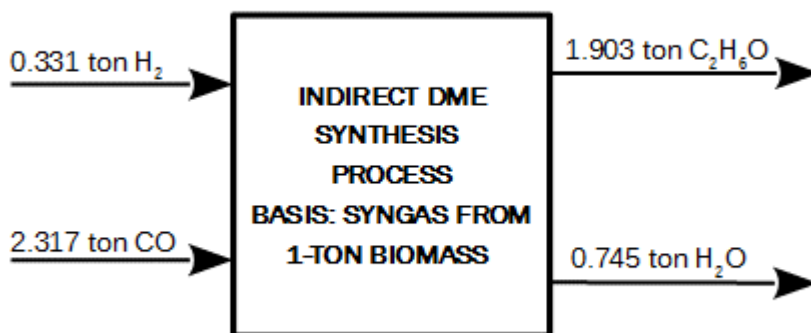 0.331 ton H₂
2.317 ton CO
INDIRECT DME
SYNTHESIS
PROCESS
BASIS: SYNGAS FROM
1-TON BIOMASS
1.903 ton C₂H₆O
0.745 ton H₂O